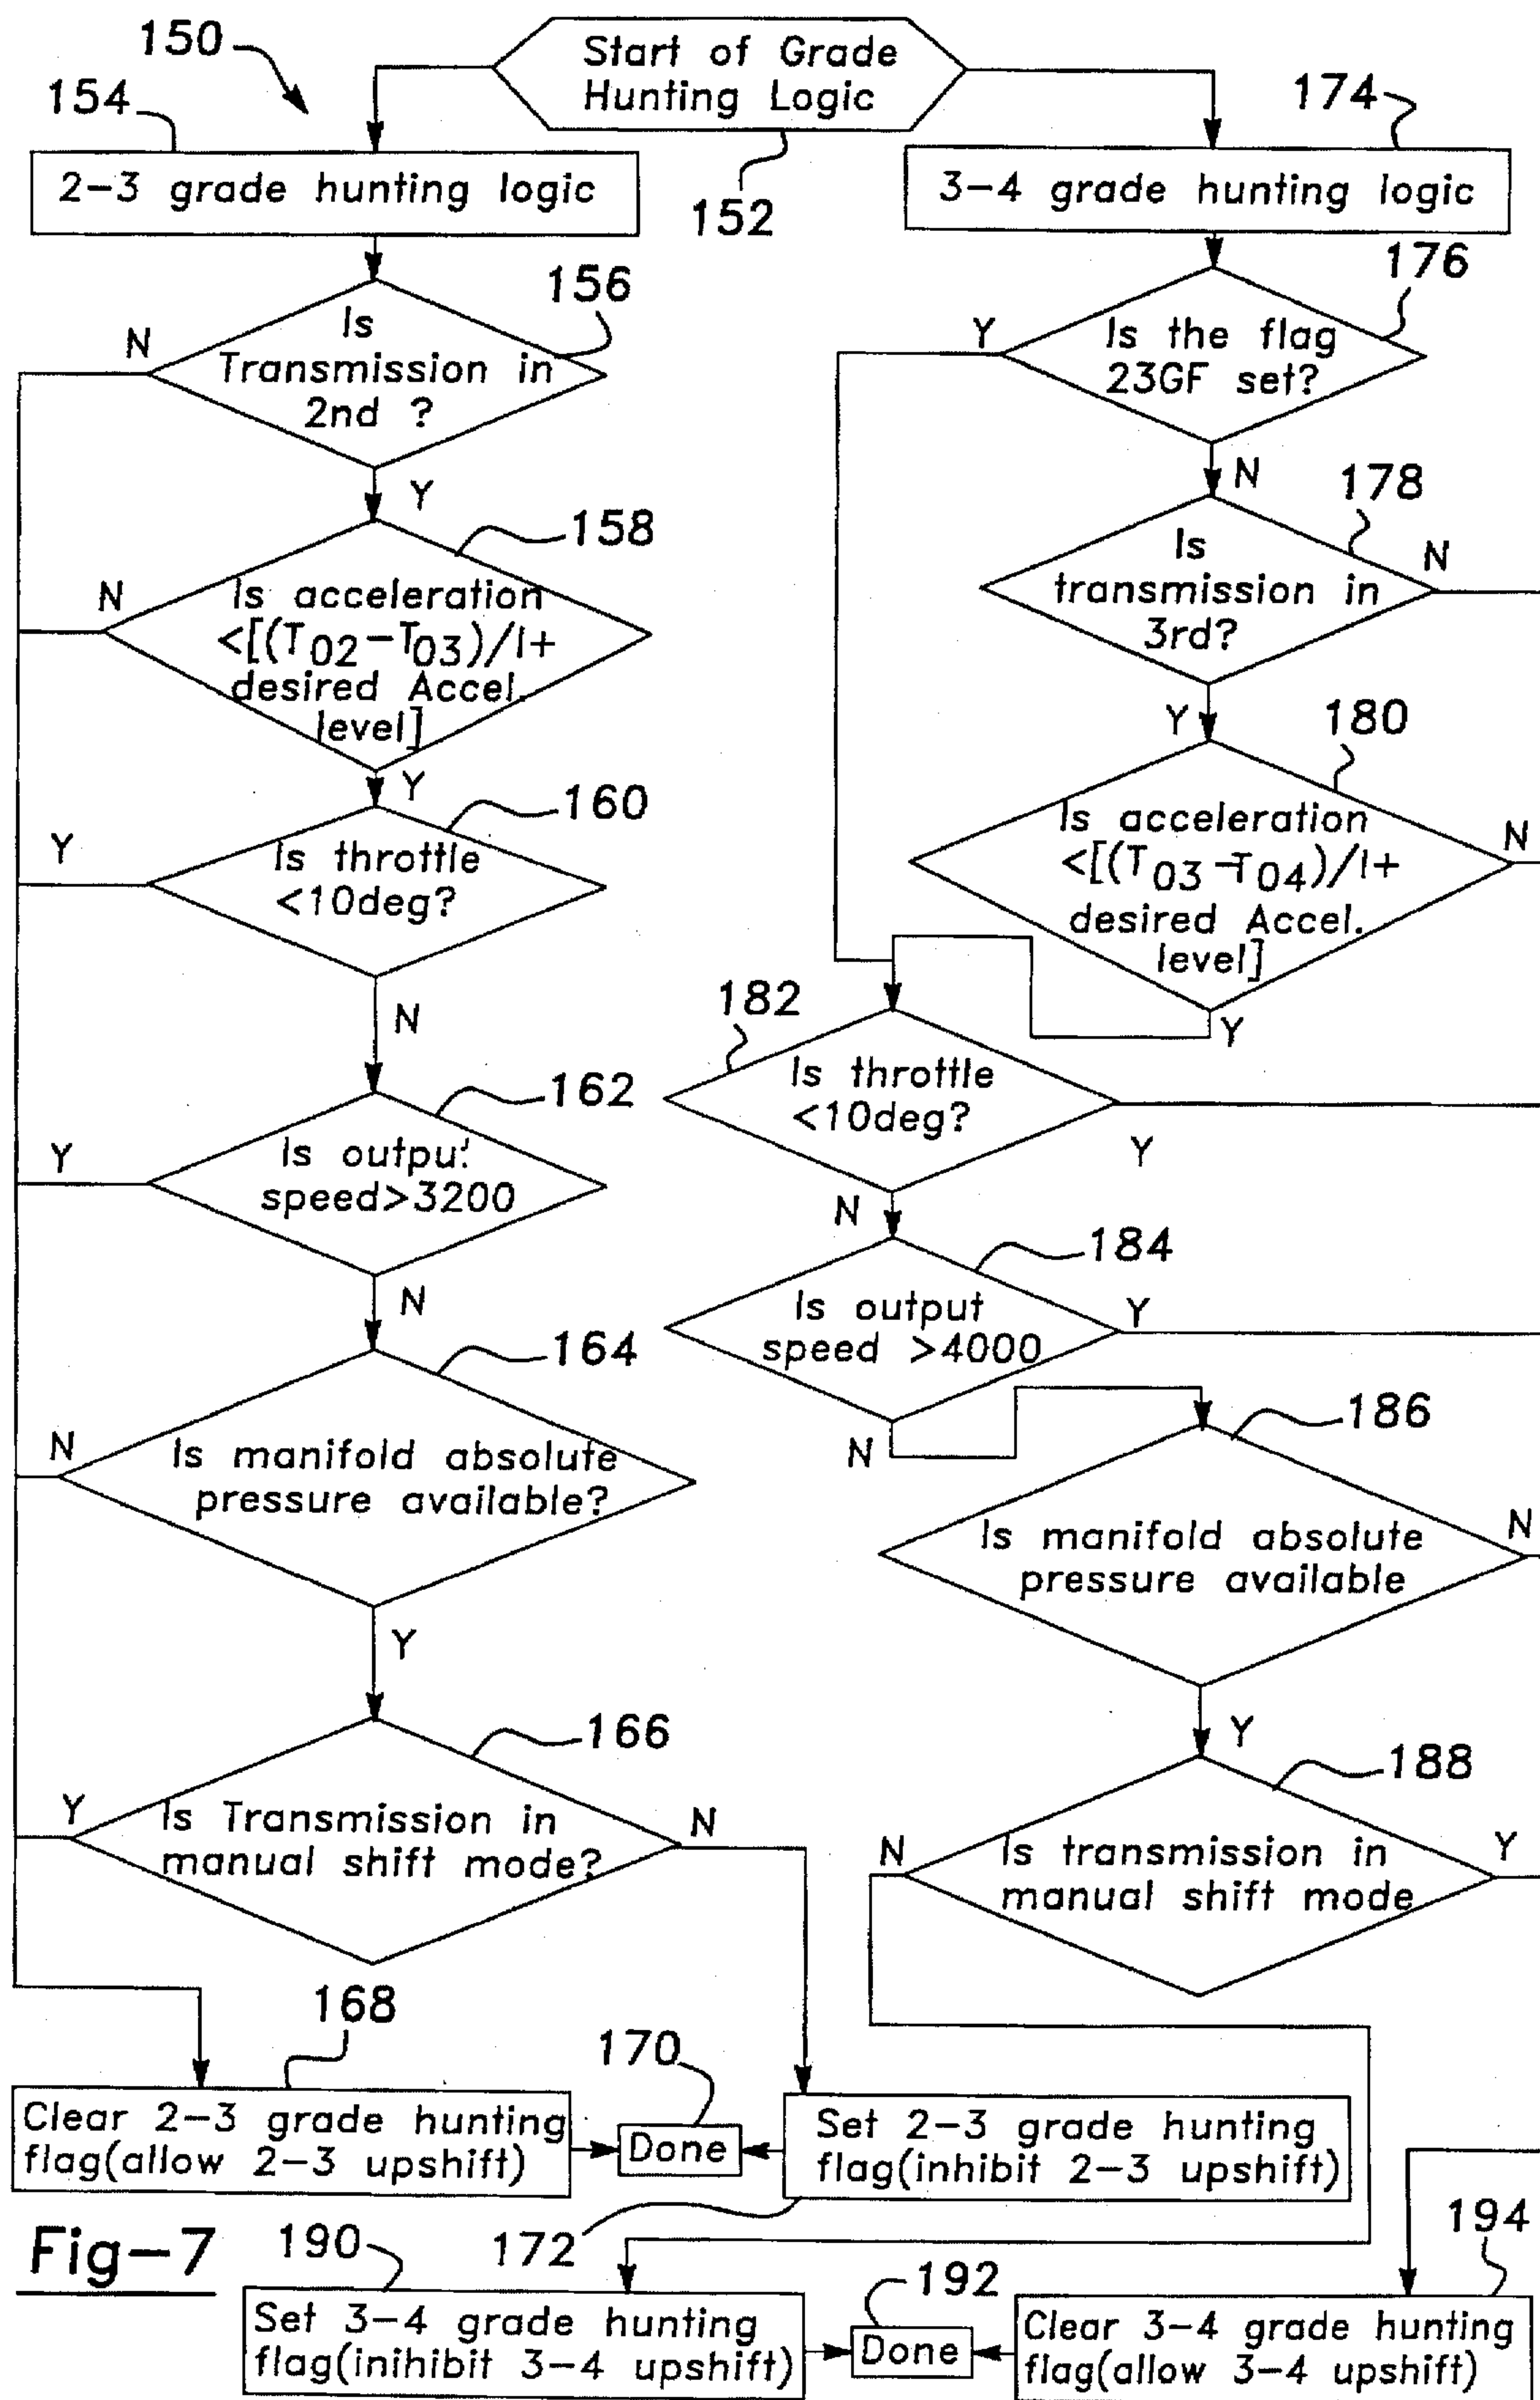 150
Start of Grade
Hunting Logic
152
154
2-3 grade hunting logic
156
Is
Transmission in
2nd ?
N
Y
158
Is acceleration
<[(T02-T03)/I+
desired Accel.
level]
N
Y
160
Is throttle
<10deg?
Y
N
162
Is output
speed>3200
Y
N
164
Is manifold absolute
pressure available?
N
Y
166
Is Transmission in
manual shift mode?
Y
N
168
Clear 2-3 grade hunting
flag(allow 2-3 upshift)
170
Done
Set 2-3 grade hunting
flag(inhibit 2-3 upshift)
172
174
3-4 grade hunting logic
176
Is the flag
23GF set?
Y
N
178
Is
transmission in
3rd?
N
Y
180
Is acceleration
<[(T03-T04)/I+
desired Accel.
level]
N
Y
182
Is throttle
<10deg?
Y
N
184
Is output
speed >4000
Y
N
186
Is manifold absolute
pressure available
N
Y
188
Is transmission in
manual shift mode
N
Y
190
Set 3-4 grade hunting
flag(inihibit 3-4 upshift)
192
Done
194
Clear 3-4 grade hunting
flag(allow 3-4 upshift)
Fig-7